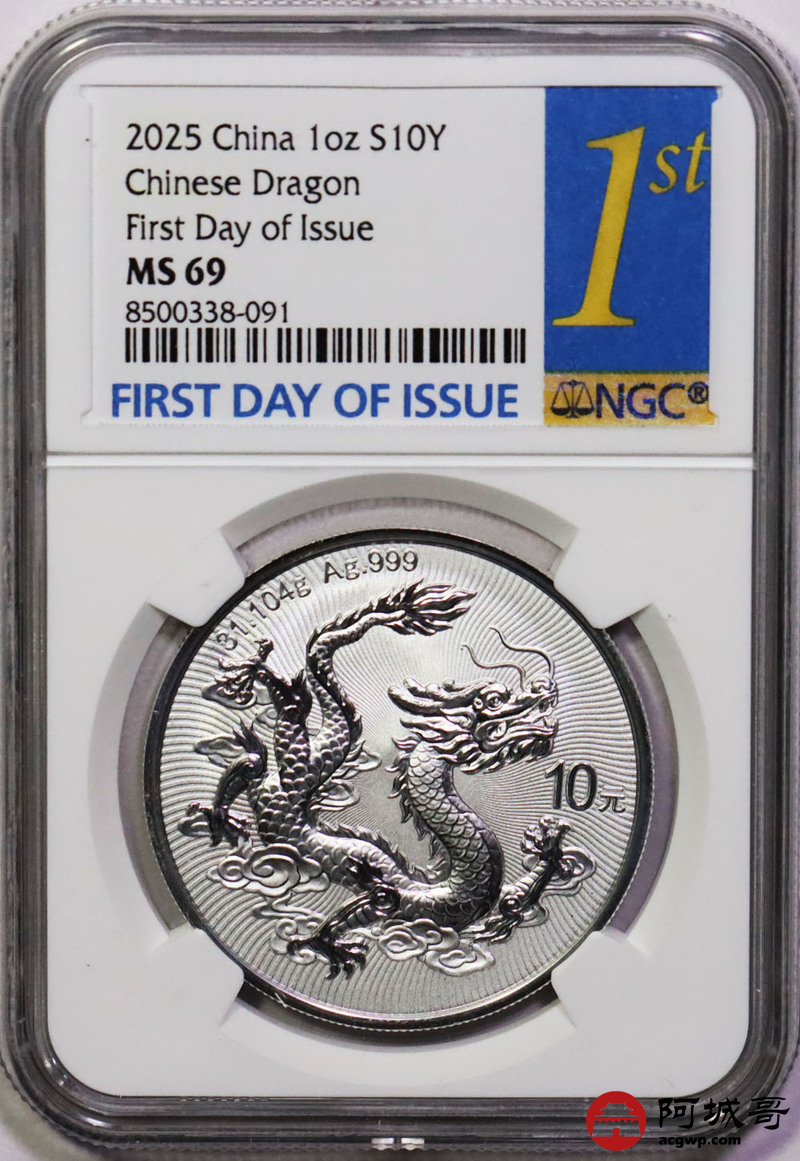 2025 China 1oz S10Y
Chinese Dragon
First Day of Issue
MS 69
8500338-091
FIRST DAY OF ISSUE
1st
NGC®
31.104g Ag.999
10元
阿城哥
acgwp.com